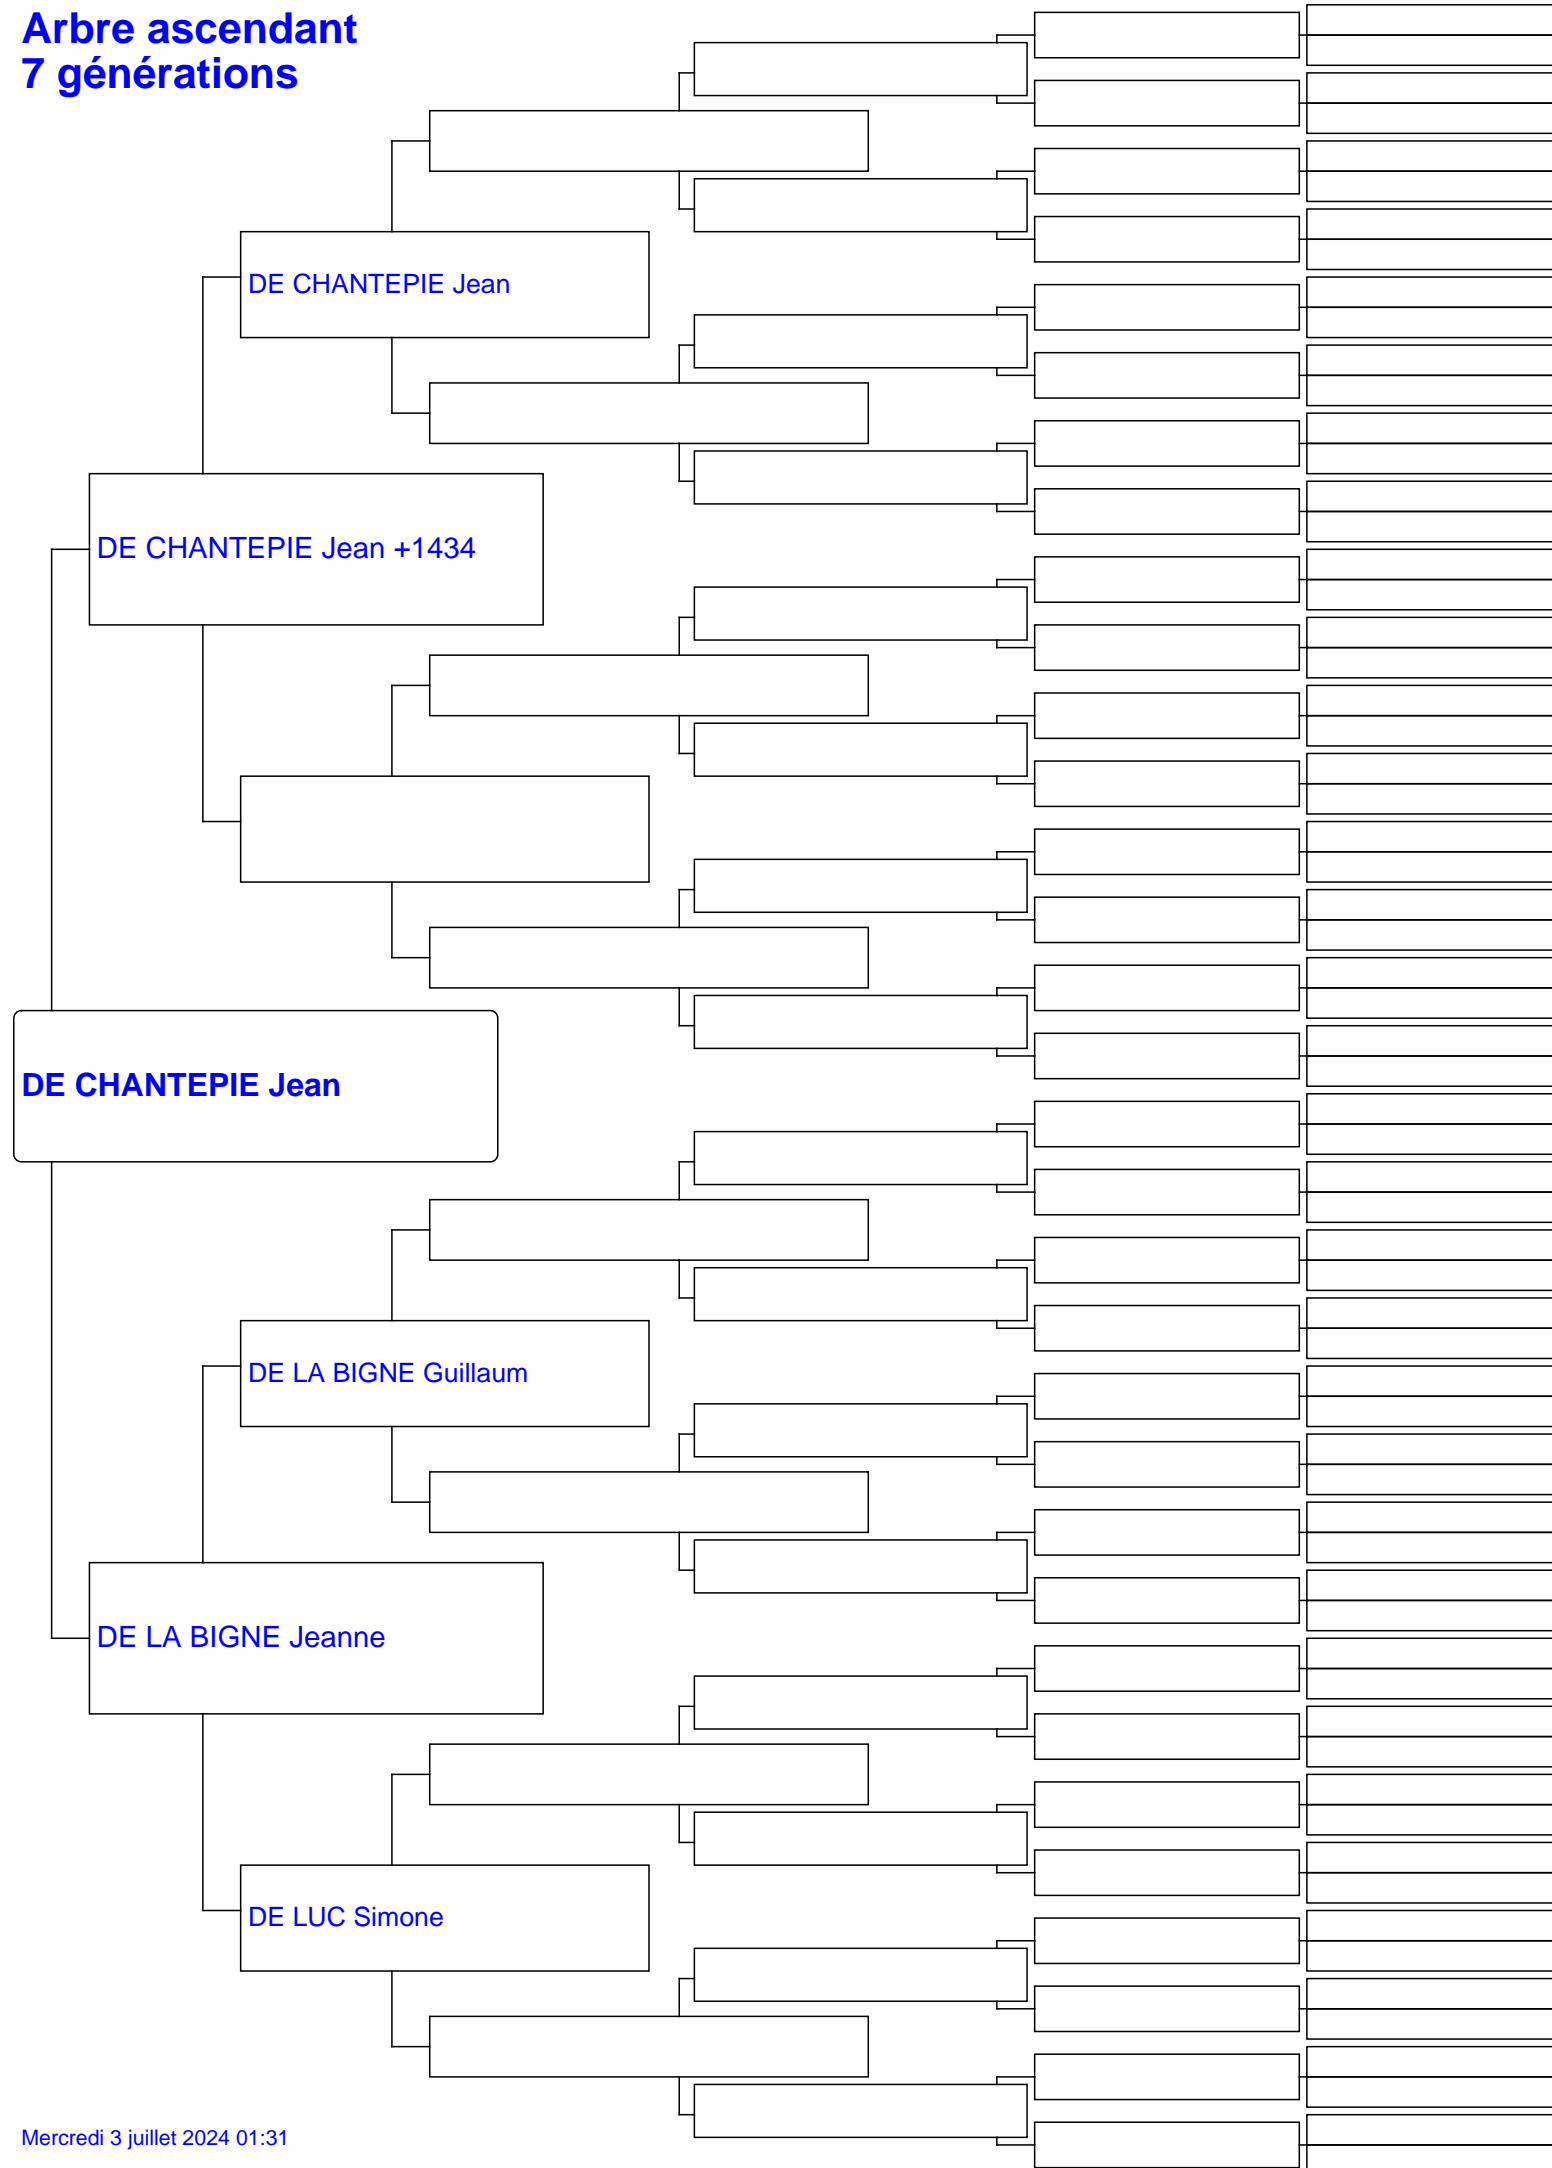 Arbre ascendant
7 générations
DE CHANTEPIE Jean
DE CHANTEPIE Jean +1434
DE CHANTEPIE Jean
DE LA BIGNE Guillaum
DE LA BIGNE Jeanne
DE LUC Simone
Mercredi 3 juillet 2024 01:31